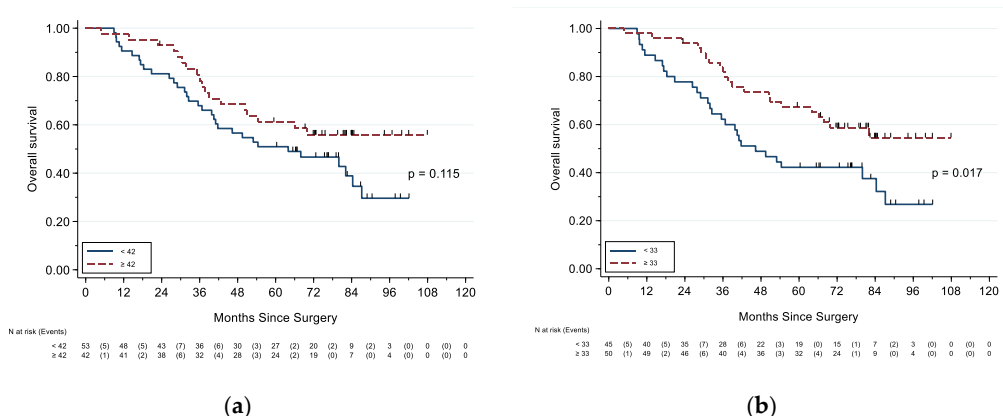 1.00
0.80
0.60
0.40
0.20
0.00
Overall survival
p = 0.115
< 42
≥ 42
0 12 24 36 48 60 72 84 96 108 120
Months Since Surgery
N at risk (Events)
< 42 53 (5) 48 (5) 43 (7) 36 (6) 30 (3) 27 (2) 20 (2) 9 (2) 3 (0) 0 (0) 0
≥ 42 42 (1) 41 (2) 38 (6) 32 (4) 28 (3) 24 (2) 19 (0) 7 (0) 4 (0) 0 (0) 0
(a)
1.00
0.80
0.60
0.40
0.20
0.00
Overall survival
p = 0.017
< 33
≥ 33
0 12 24 36 48 60 72 84 96 108 120
Months Since Surgery
N at risk (Events)
< 33 45 (5) 40 (5) 35 (7) 28 (6) 22 (3) 19 (0) 15 (1) 7 (2) 3 (0) 0 (0) 0
≥ 33 50 (1) 49 (2) 46 (6) 40 (4) 36 (3) 32 (4) 24 (1) 9 (0) 4 (0) 0 (0) 0
(b)